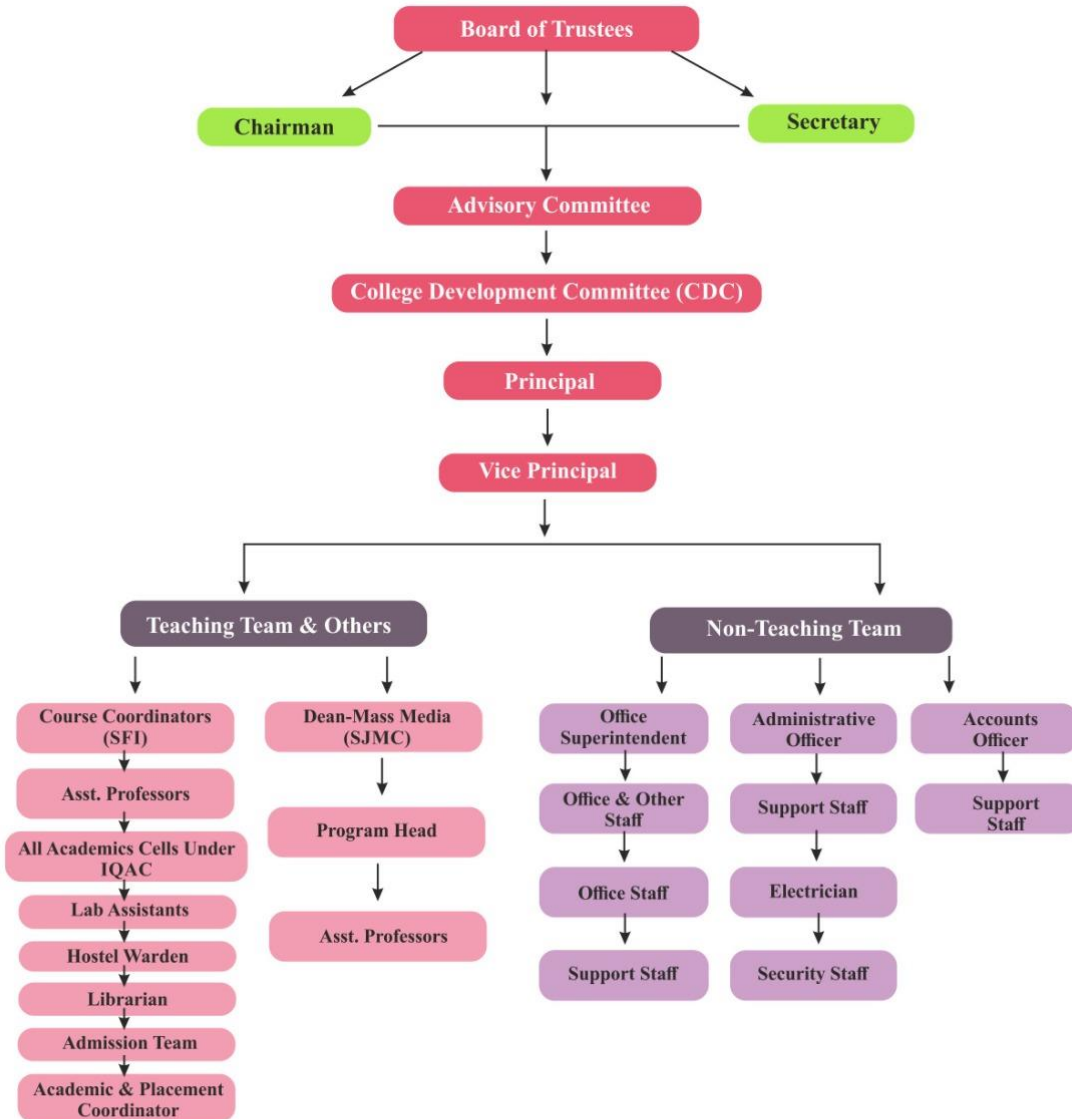 Board of Trustees
Chairman
Secretary
Advisory Committee
College Development Committee (CDC)
Principal
Vice Principal
Teaching Team & Others
Non-Teaching Team
Course Coordinators
(SFI)
Asst. Professors
All Academics Cells Under
IQAC
Lab Assistants
Hostel Warden
Librarian
Admission Team
Academic & Placement
Coordinator
Dean-Mass Media
(SJMC)
Program Head
Asst. Professors
Office
Superintendent
Office & Other
Staff
Office Staff
Support Staff
Administrative
Officer
Support Staff
Electrician
Security Staff
Accounts
Officer
Support
Staff